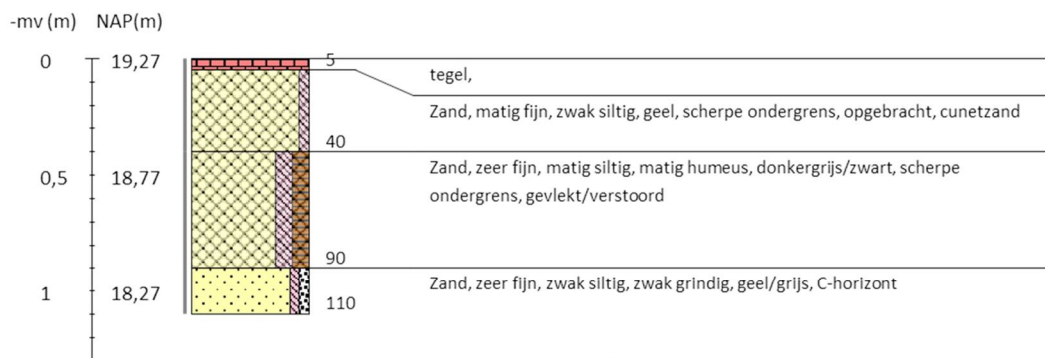 -mv (m) NAP(m)
0 19,27 5
tegel,
Zand, matig fijn, zwak siltig, geel, scherpe ondergrens, opgebracht, cunetzand
40
Zand, zeer fijn, matig siltig, matig humeus, donkergrijs/zwart, scherpe
0,5 18,77
ondergrens, gevlekt/verstoord
90
Zand, zeer fijn, zwak siltig, zwak grindig, geel/grijs, C-horizont
1 18,27
110